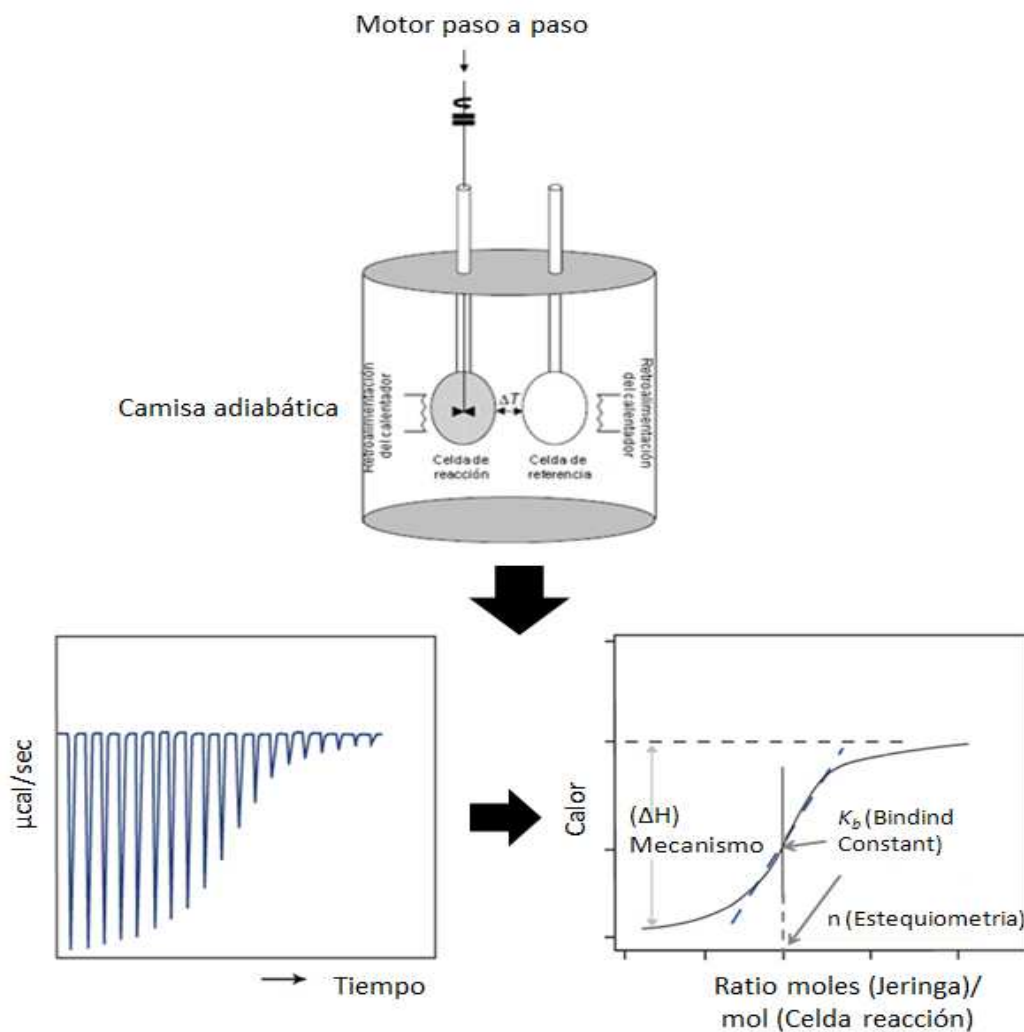 Motor paso a paso
Camisa adiabática
Retroalimentación
del calentador
ΔT
Retroalimentación
del calentador
Celda de
reacción
Celda de
referencia
μcal/sec
Tiempo
Calor
(ΔH)
Mecanismo
K_b (Bindind
Constant)
n (Estequiometria)
Ratio moles (Jeringa)/
mol (Celda reacción)